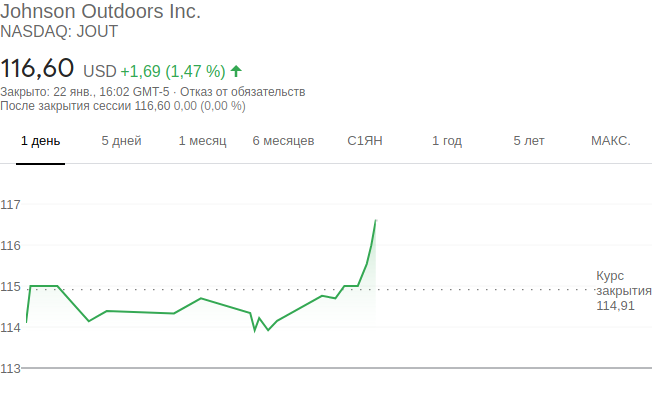 Johnson Outdoors Inc.
NASDAQ: JOUT
116,60 USD +1,69 (1,47 %)
Закрыто: 22 янв., 16:02 GMT-5 · Отказ от обязательств
После закрытия сессии 116,60 0,00 (0,00 %)
1 день 5 дней 1 месяц 6 месяцев С1ЯН 1 год 5 лет МАКС.
117
116
115
114
113
Курс
закрытия
114,91